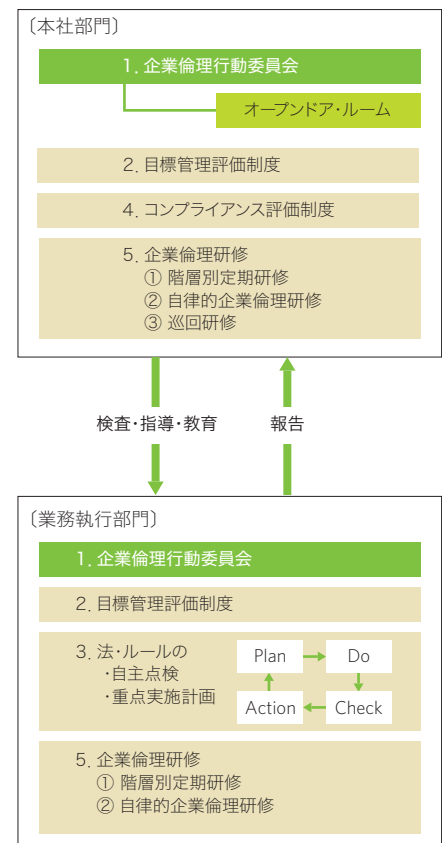 〔本社部門〕
1. 企業倫理行動委員会
オープンドア・ルーム
2. 目標管理評価制度
4. コンプライアンス評価制度
5. 企業倫理研修
① 階層別定期研修
② 自律的企業倫理研修
③ 巡回研修
検査・指導・教育
報告
〔業務執行部門〕
1. 企業倫理行動委員会
2. 目標管理評価制度
3. 法・ルールの
・自主点検
・重点実施計画
Plan
Do
Action
Check
5. 企業倫理研修
① 階層別定期研修
② 自律的企業倫理研修